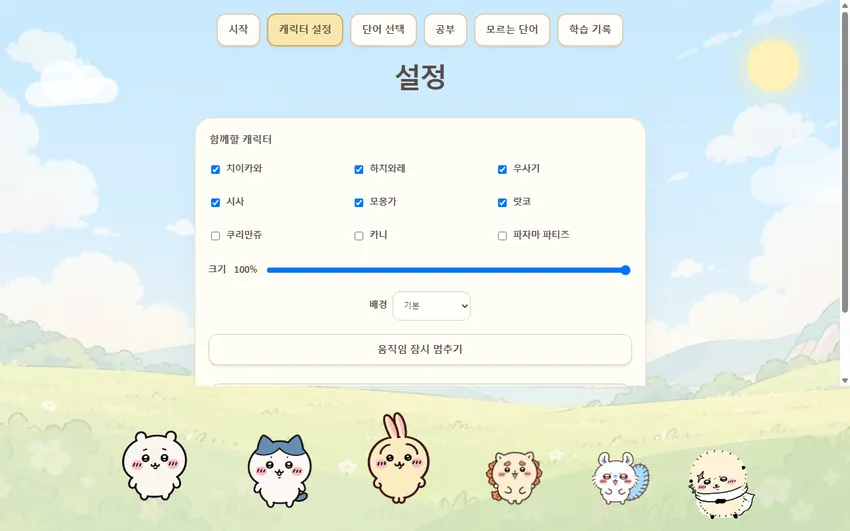 시작 캐릭터 설정 단어 선택 공부 모르는 단어 학습 기록
설정
함께할 캐릭터
치이카와 하치와레 우사기
시사 모몽가 랏코
쿠리만쥬 카니 파자마 파티즈
크기 100%
배경 기본
움직임 잠시 멈추기